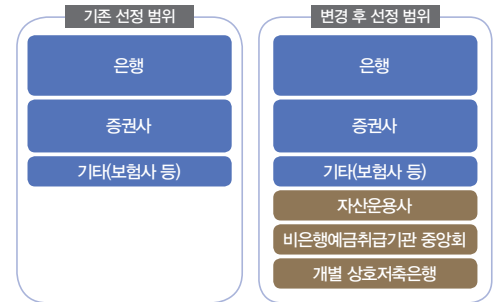 기존 선정 범위
은행
증권사
기타(보험사 등)
변경 후 선정 범위
은행
증권사
기타(보험사 등)
자산운용사
비은행예금취급기관 중앙회
개별 상호저축은행